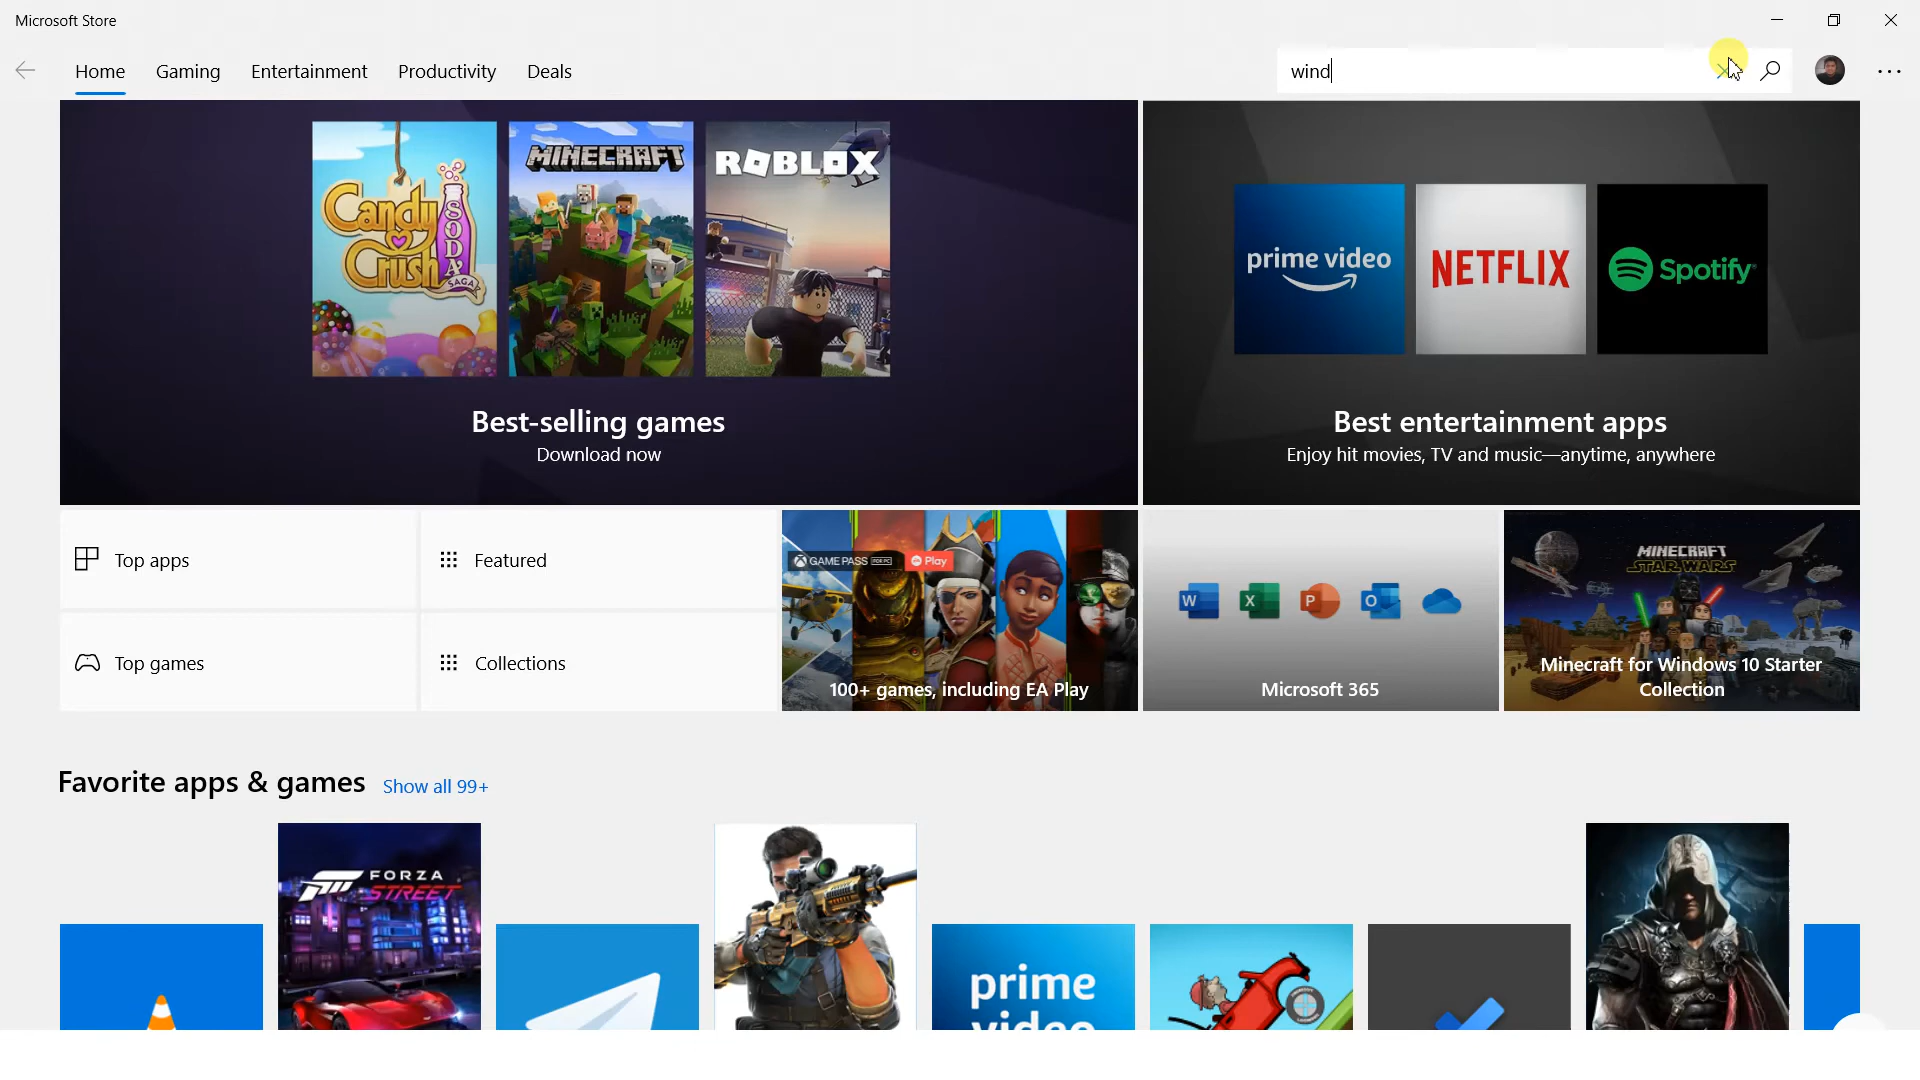 Microsoft Store
Home Gaming Entertainment Productivity Deals
wind
Candy Crush SODA SAGA
MINECRAFT
ROBLOX
prime video
NETFLIX
Spotify
Best-selling games
Download now
Best entertainment apps
Enjoy hit movies, TV and music—anytime, anywhere
Top apps
Featured
GAME PASS FOR PC
EA Play
100+ games, including EA Play
W X P O
Microsoft 365
MINECRAFT
STAR WARS
Minecraft for Windows 10 Starter
Collection
Top games
Collections
Favorite apps & games Show all 99+
FORZA
STREET
prime
video